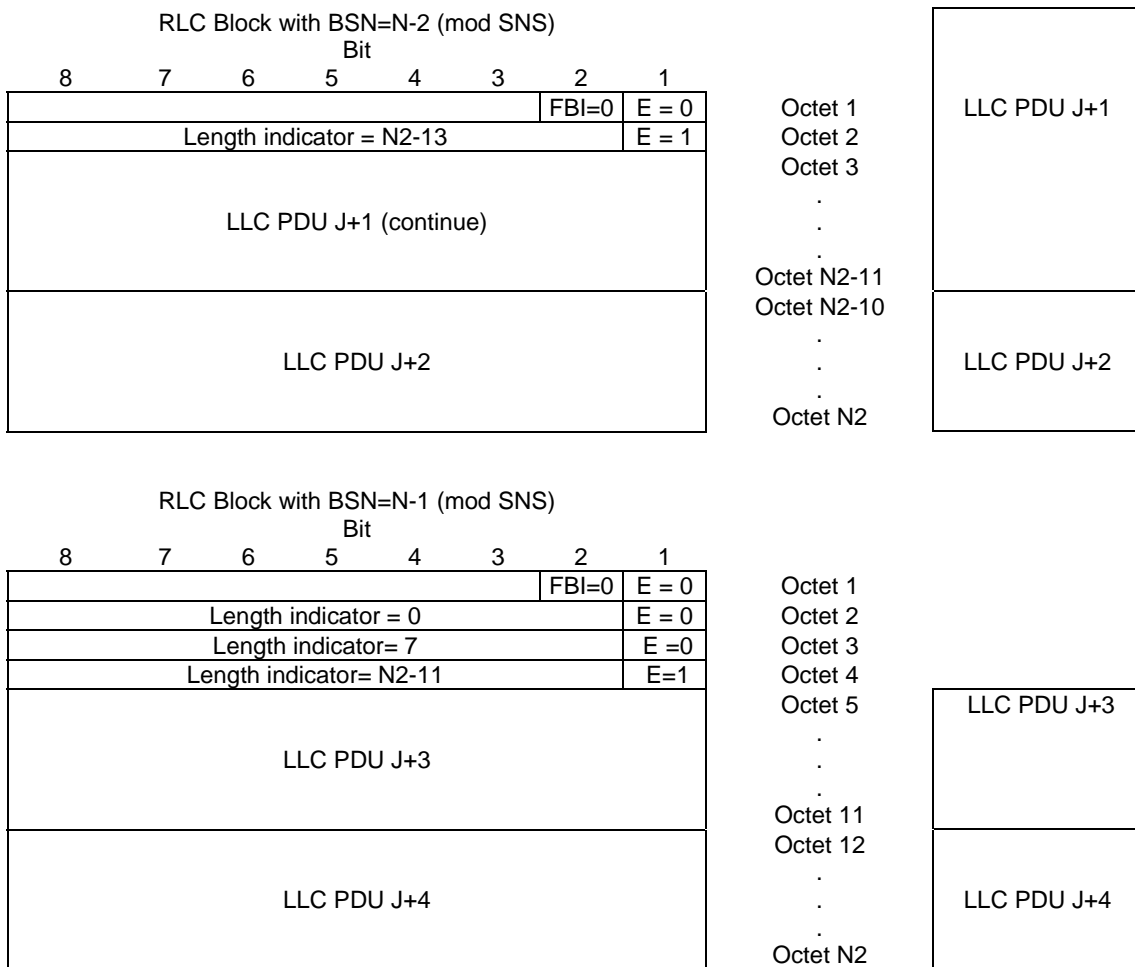 RLC Block with BSN=N-2 (mod SNS)
Bit
8 7 6 5 4 3 2 1
FBI=0 E = 0 Octet 1 LLC PDU J+1
Length indicator = N2-13 E = 1 Octet 2
Octet 3
.
LLC PDU J+1 (continue) .
.
Octet N2-11
Octet N2-10
.
LLC PDU J+2 . LLC PDU J+2
.
Octet N2
RLC Block with BSN=N-1 (mod SNS)
Bit
8 7 6 5 4 3 2 1
FBI=0 E = 0 Octet 1
Length indicator = 0 E = 0 Octet 2
Length indicator= 7 E =0 Octet 3
Length indicator= N2-11 E=1 Octet 4
Octet 5 LLC PDU J+3
.
LLC PDU J+3 .
.
Octet 11
Octet 12
.
LLC PDU J+4 . LLC PDU J+4
.
Octet N2